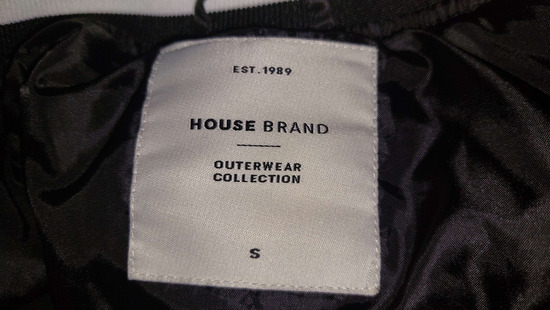 EST.1989
HOUSE BRAND
OUTERWEAR
COLLECTION
S